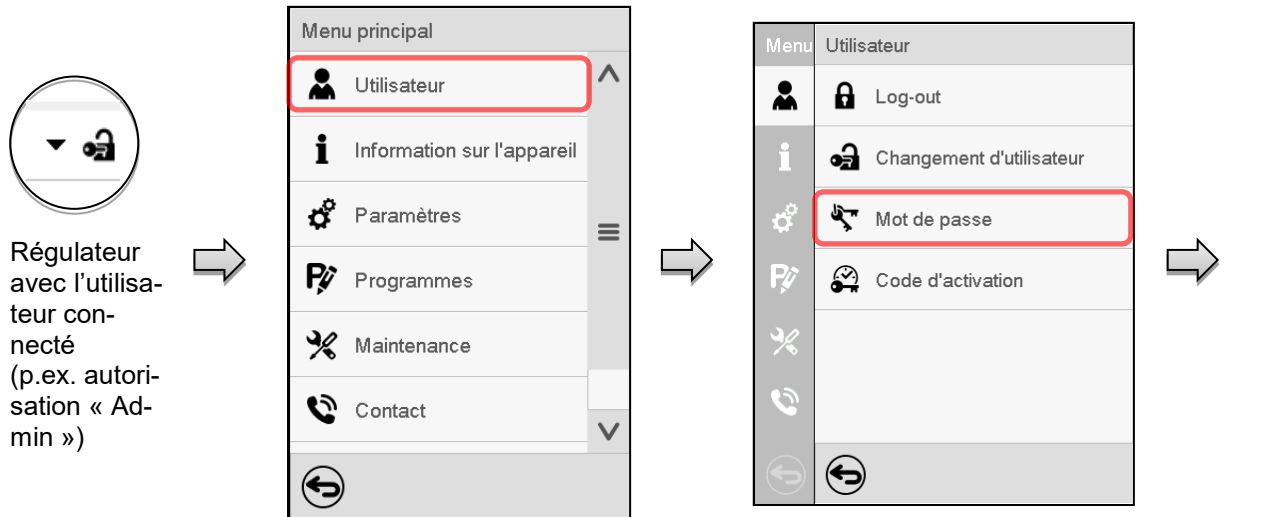 Régulateur
avec l’utilisa-
teur con-
necté
(p.ex. autori-
sation « Ad-
min »)
Menu principal
Utilisateur
Information sur l'appareil
Paramètres
Programmes
Maintenance
Contact
Menu
Utilisateur
Log-out
Changement d'utilisateur
Mot de passe
Code d'activation